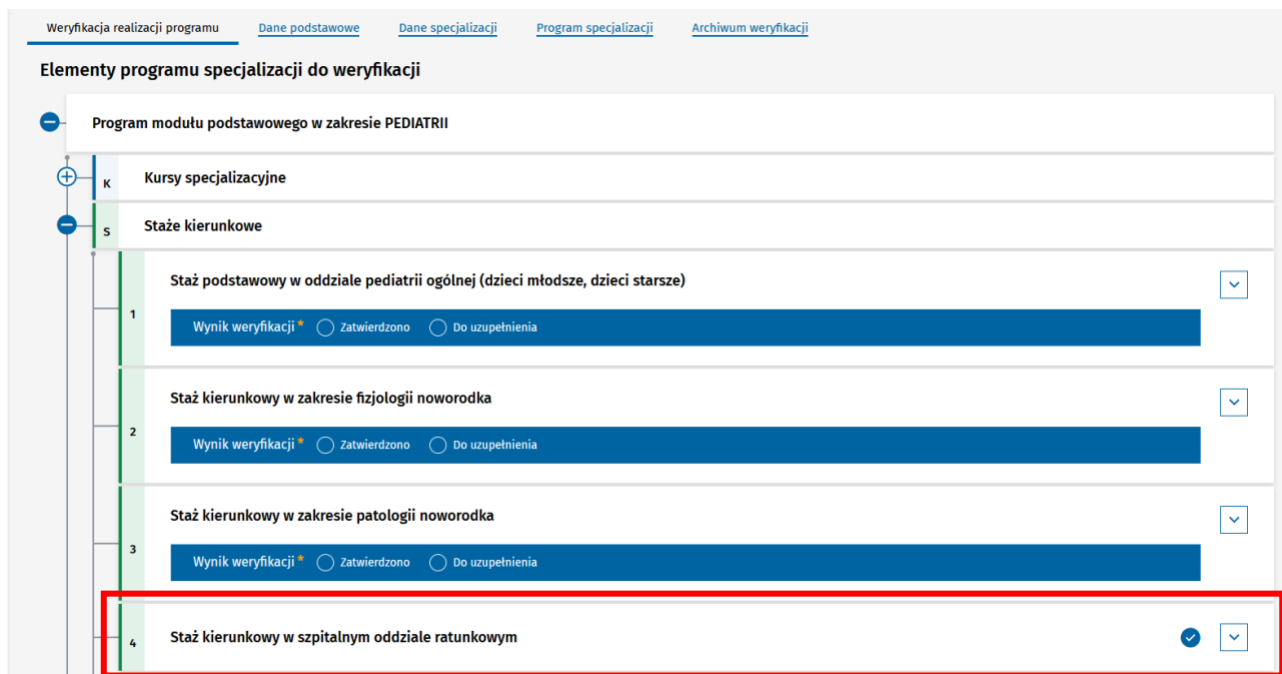 Weryfikacja realizacji programu Dane podstawowe Dane specjalizacji Program specjalizacji Archiwum weryfikacji
Elementy programu specjalizacji do weryfikacji
Program modułu podstawowego w zakresie PEDIATRII
K Kursy specjalizacyjne
S Staże kierunkowe
Staż podstawowy w oddziale pediatrii ogólnej (dzieci młodsze, dzieci starsze)
1 Wynik weryfikacji * Zatwierdzono Do uzupełnienia
Staż kierunkowy w zakresie fizjologii noworodka
2 Wynik weryfikacji * Zatwierdzono Do uzupełnienia
Staż kierunkowy w zakresie patologii noworodka
3 Wynik weryfikacji * Zatwierdzono Do uzupełnienia
4 Staż kierunkowy w szpitalnym oddziale ratunkowym